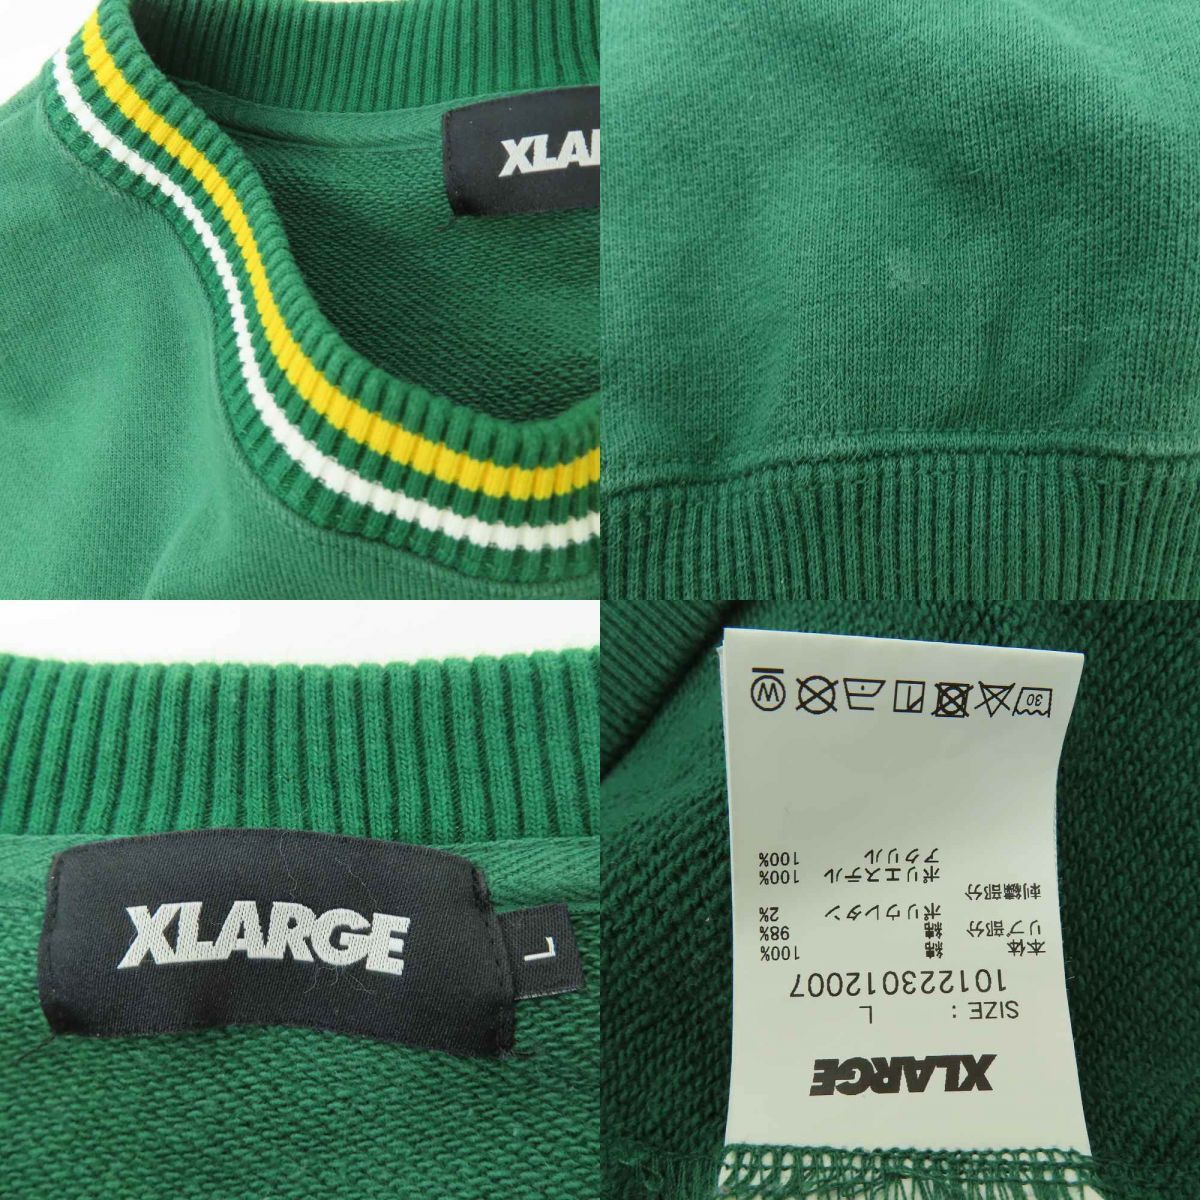 XLA
XLARGE
L
XLARGE
SIZE : L
101223012007
本体 綿 100%
リブ部分 綿 98%
ポリウレタン 2%
刺繍部分
ポリエステル 100%
アクリル 100%
30
W